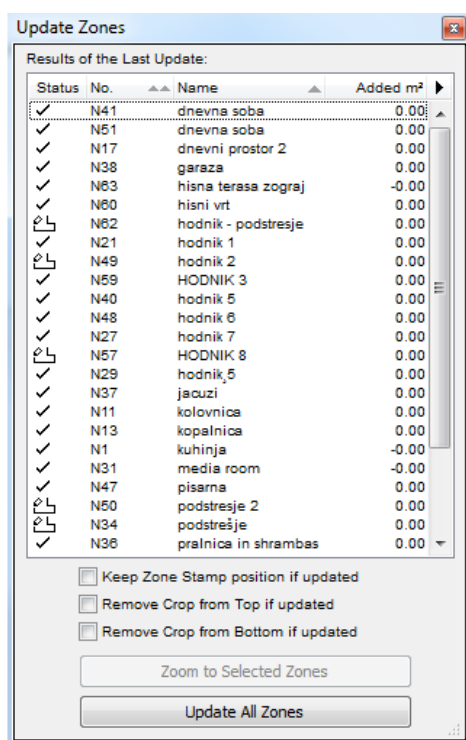 Update Zones
Results of the Last Update:
Status No. Name Added m²
N41 dnevna soba 0.00
N51 dnevna soba 0.00
N17 dnevni prostor 2 0.00
N38 garaza 0.00
N63 hisna terasa zograj -0.00
N60 hisni vrt 0.00
N62 hodnik - podstresje 0.00
N21 hodnik 1 0.00
N49 hodnik 2 0.00
N59 HODNIK 3 0.00
N40 hodnik 5 0.00
N48 hodnik 6 0.00
N27 hodnik 7 0.00
N57 HODNIK 8 0.00
N29 hodnik¸5 0.00
N37 jacuzi 0.00
N11 kolovnica 0.00
N13 kopalnica 0.00
N1 kuhinja -0.00
N31 media room -0.00
N47 pisarna 0.00
N50 podstresje 2 0.00
N34 podstrešje 0.00
N36 pralnica in shrambas 0.00
Keep Zone Stamp position if updated
Remove Crop from Top if updated
Remove Crop from Bottom if updated
Zoom to Selected Zones
Update All Zones